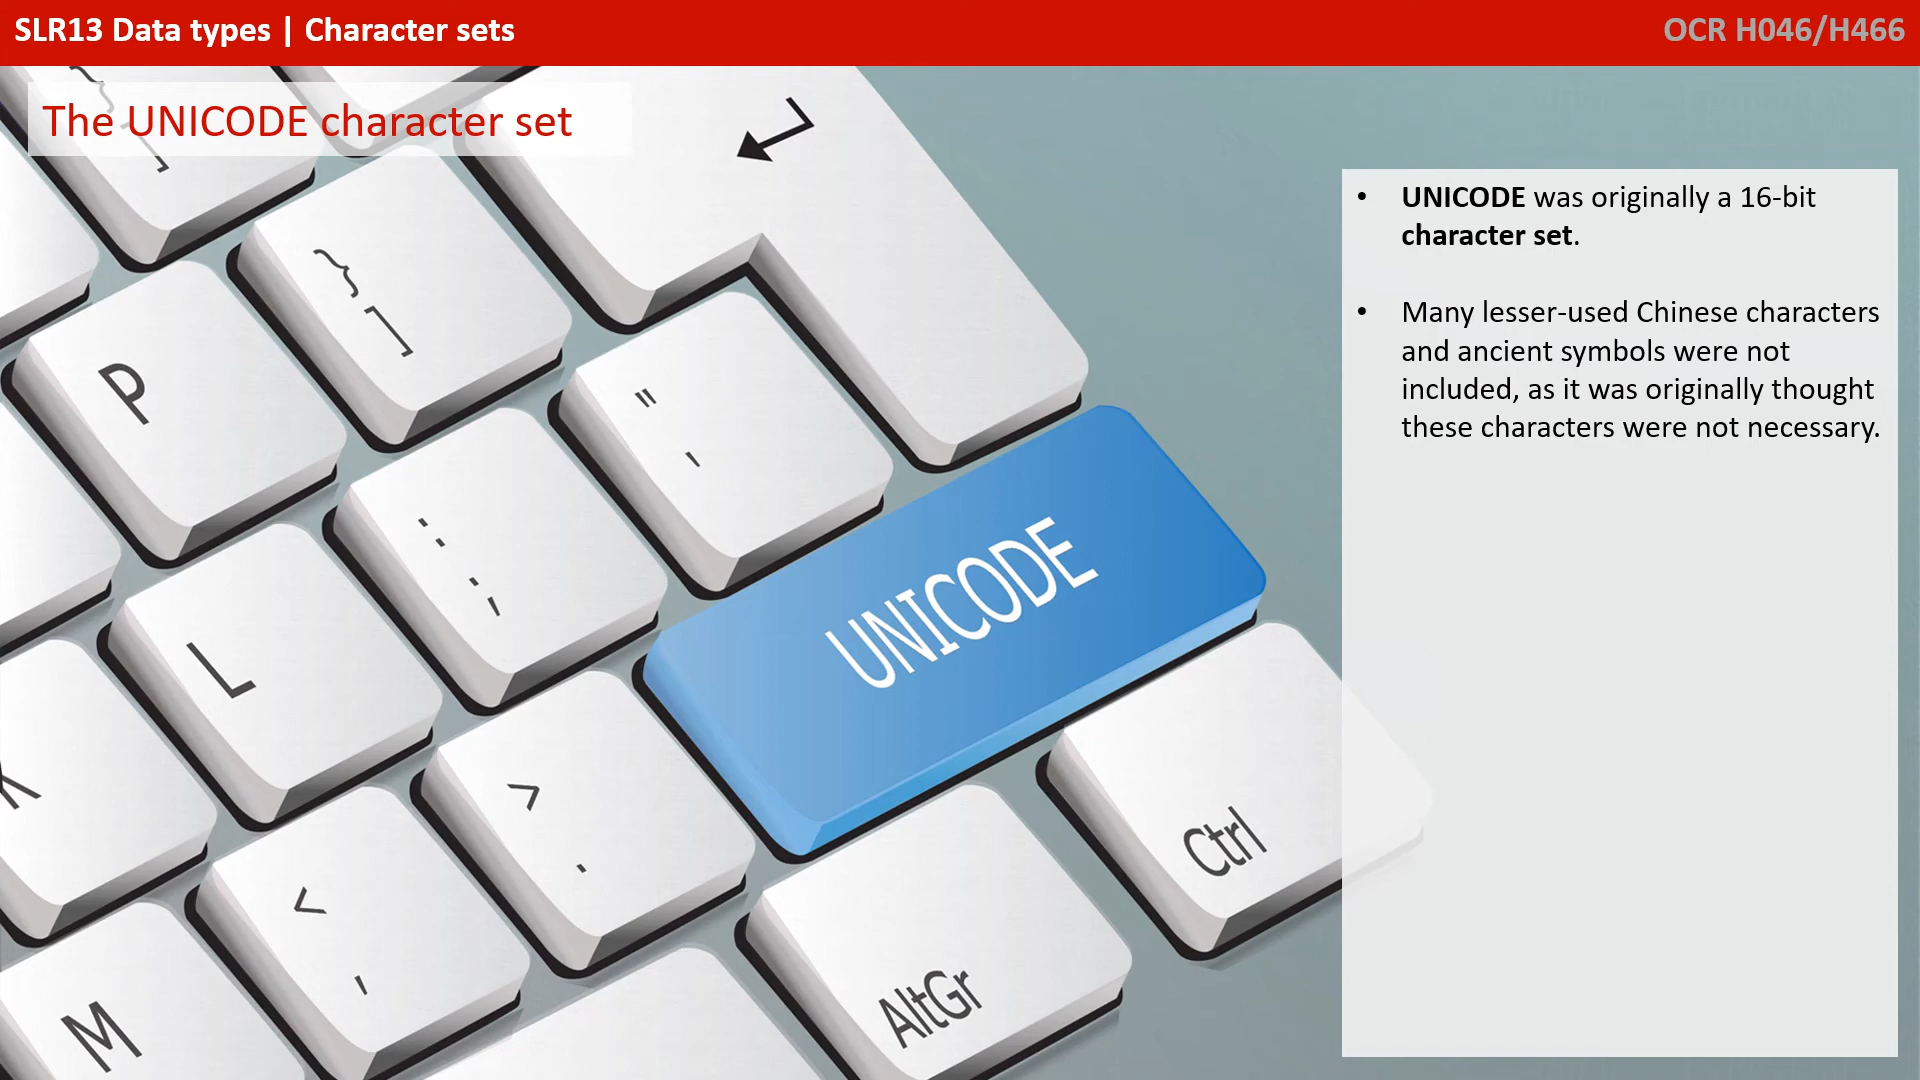 SLR13 Data types | Character sets
OCR H046/H466
The UNICODE character set
• UNICODE was originally a 16-bit
character set.
• Many lesser-used Chinese characters
and ancient symbols were not
included, as it was originally thought
these characters were not necessary.
}
]
}
]
P
"
'
:
;
L
UNICODE
K
>
.
Ctrl
<
,
AltGr
M